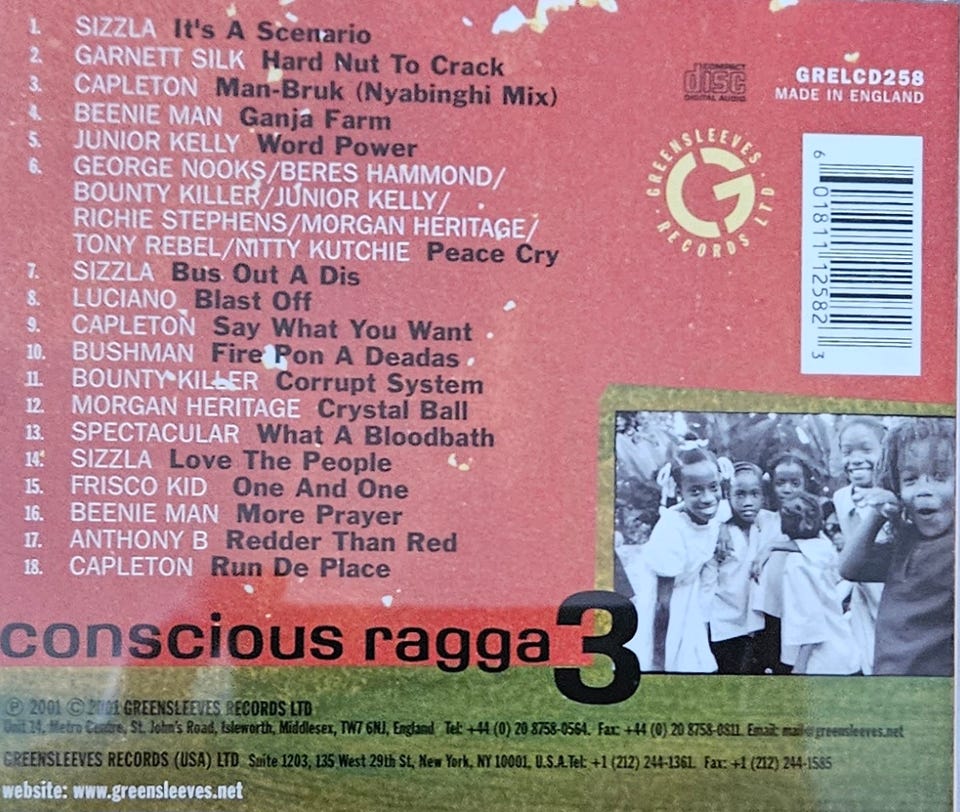 1. SIZZLA It's A Scenario
2. GARNETT SILK Hard Nut To Crack
3. CAPLETON Man-Bruk (Nyabinghi Mix)
4. BEENIE MAN Ganja Farm
5. JUNIOR KELLY Word Power
6. GEORGE NOOKS/BERES HAMMOND/
BOUNTY KILLER/JUNIOR KELLY/
RICHIE STEPHENS/MORGAN HERITAGE/
TONY REBEL/NITTY KUTCHIE Peace Cry
7. SIZZLA Bus Out A Dis
8. LUCIANO Blast Off
9. CAPLETON Say What You Want
10. BUSHMAN Fire Pon A Deadas
11. BOUNTY KILLER Corrupt System
12. MORGAN HERITAGE Crystal Ball
13. SPECTACULAR What A Bloodbath
14. SIZZLA Love The People
15. FRISCO KID One And One
16. BEENIE MAN More Prayer
17. ANTHONY B Redder Than Red
18. CAPLETON Run De Place
COMPACT
disc
DIGITAL AUDIO
GRELCD258
MADE IN ENGLAND
GREENSLEEVES
RECORDS LTD
G
6 01811 12582 3
conscious ragga 3
℗ 2001 © 2001 GREENSLEEVES RECORDS LTD
Unit 14, Metro Centre, St. John's Road, Isleworth, Middlesex, TW7 6NJ, England Tel: +44 (0) 20 8758-0564. Fax: +44 (0) 20 8758-0811. Email: mail@greensleeves.net
GREENSLEEVES RECORDS (USA) LTD Suite 1203, 135 West 29th St, New York, NY 10001, U.S.A.Tel: +1 (212) 244-1361. Fax: +1 (212) 244-1585
website: www.greensleeves.net